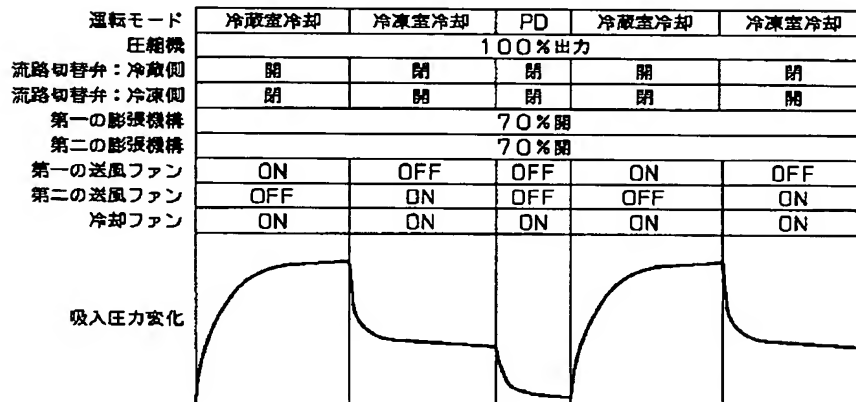 運転モード 冷蔵室冷却 冷凍室冷却 PD 冷蔵室冷却 冷凍室冷却
圧縮機 100%出力
流路切替弁：冷蔵側 開 閉 閉 開 閉
流路切替弁：冷凍側 閉 開 閉 閉 開
第一の膨張機構 70%開
第二の膨張機構 70%開
第一の送風ファン ON OFF OFF ON OFF
第二の送風ファン OFF ON OFF OFF ON
冷却ファン ON ON ON ON ON
吸入圧力変化